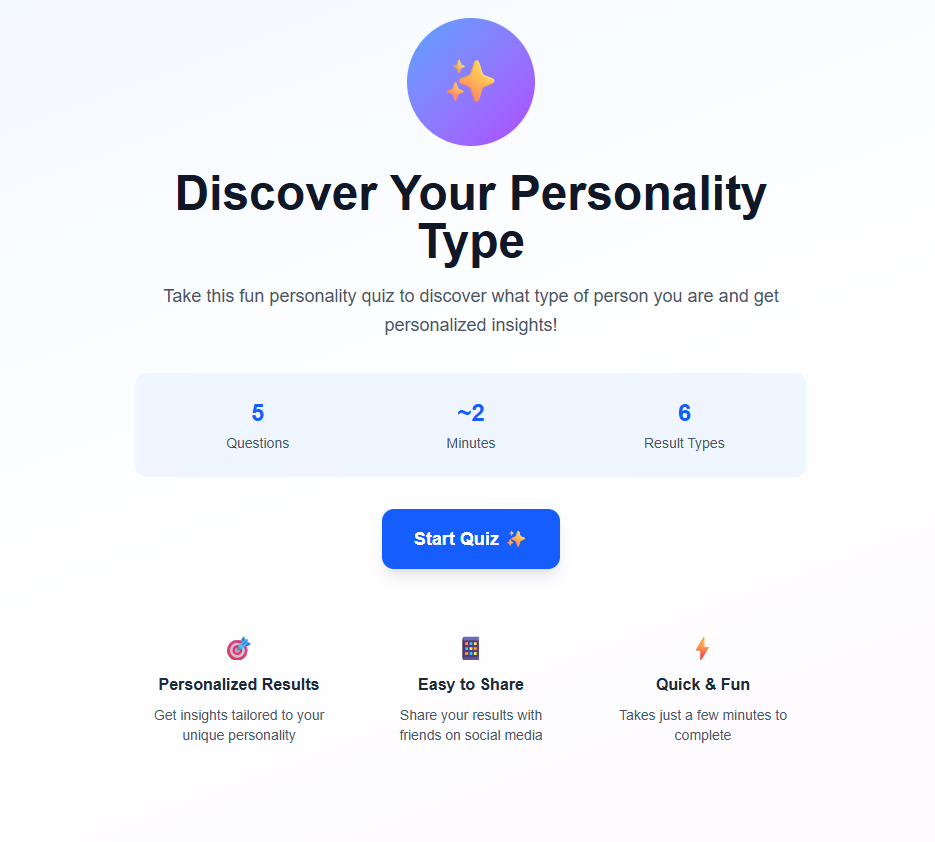 Discover Your Personality
Type
Take this fun personality quiz to discover what type of person you are and get
personalized insights!
5
Questions
~2
Minutes
6
Result Types
Start Quiz ✨
Personalized Results
Get insights tailored to your
unique personality
Easy to Share
Share your results with
friends on social media
Quick & Fun
Takes just a few minutes to
complete